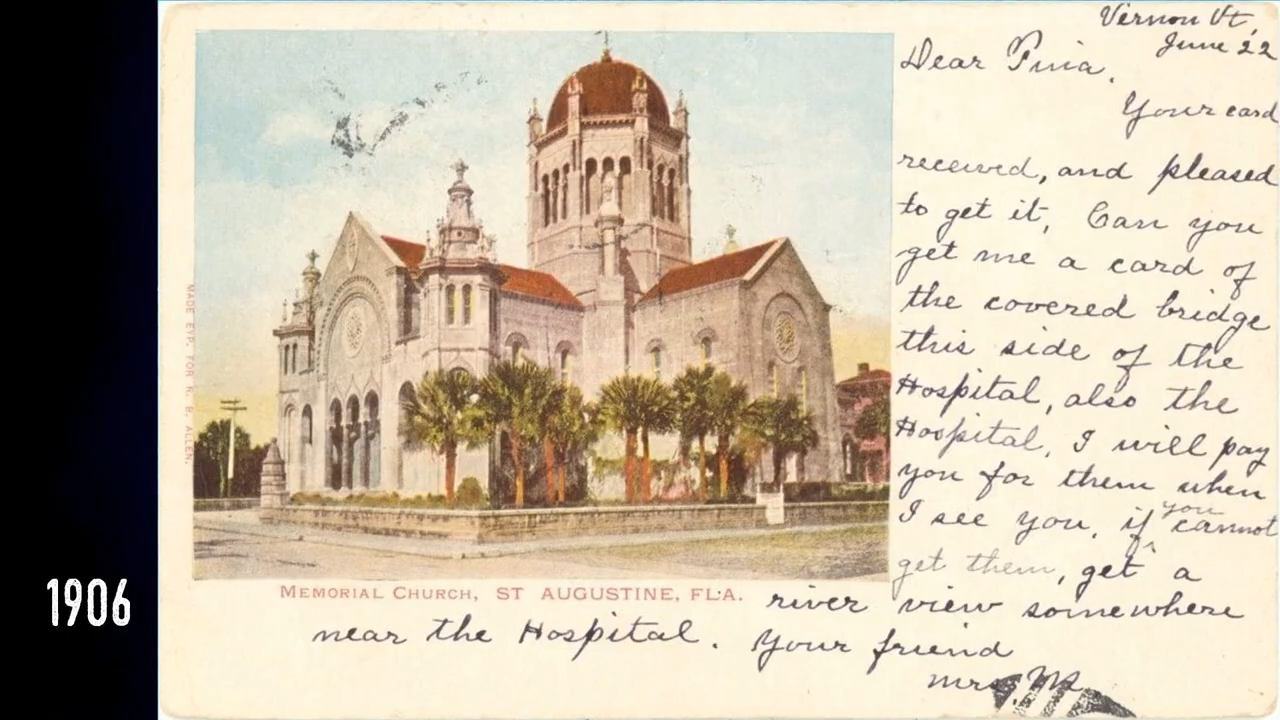 Vernon Vt,
June 22
Dear
Your card
received, and pleased
to get it, Can you
get me a card of
the covered bridge
this side of the
Hospital, also the
Hospital, I will pay
you for them when
I see you, if you cannot
get them, get a
river view somewhere
near the Hospital. Your friend
Mrs
MEMORIAL CHURCH, ST AUGUSTINE, FLA.
MADE EXP. FOR R. B. ALLEN.
1906